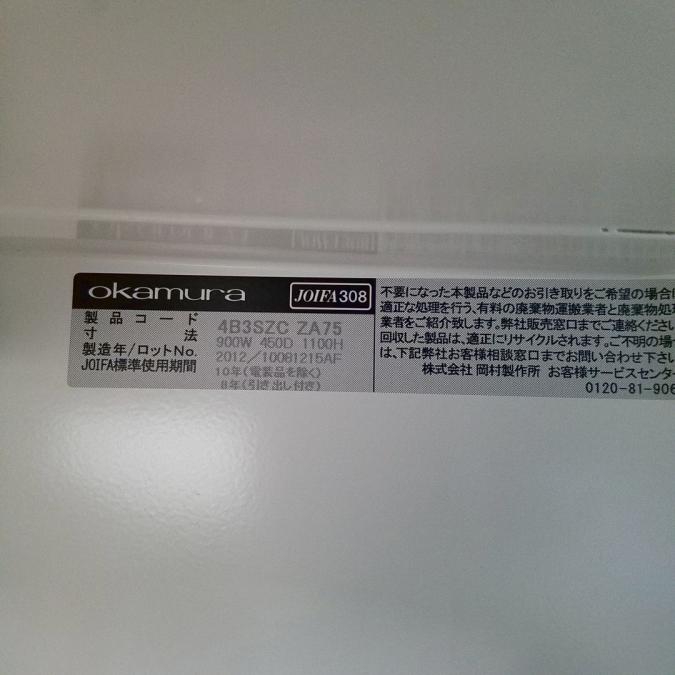 okamura JOIFA308
製品コード 4B3SZC ZA75
寸法 900W 450D 1100H
製造年/ロットNo. 2012/10081215AF
JOIFA標準使用期間 10年(電装品を除く)
8年(引き出し付き)
不要になった本製品などのお引き取りをご希望の場合
適正な処理を行う、有料の廃棄物運搬業者と廃棄物処
業者をご紹介致します。弊社販売窓口までご連絡くださ
回収した製品は、適正にリサイクルされます。ご不明の場
は、下記弊社お客様相談窓口までお問い合わせ下さ
株式会社 岡村製作所 お客様サービスセンタ
0120-81-906